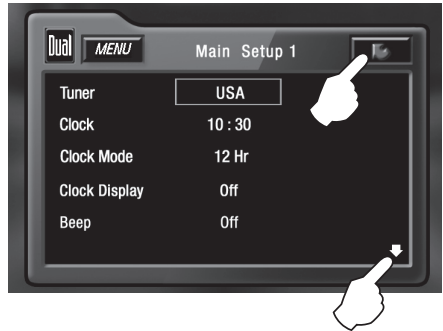 Dual MENU Main Setup 1
Tuner USA
Clock 10 : 30
Clock Mode 12 Hr
Clock Display Off
Beep Off